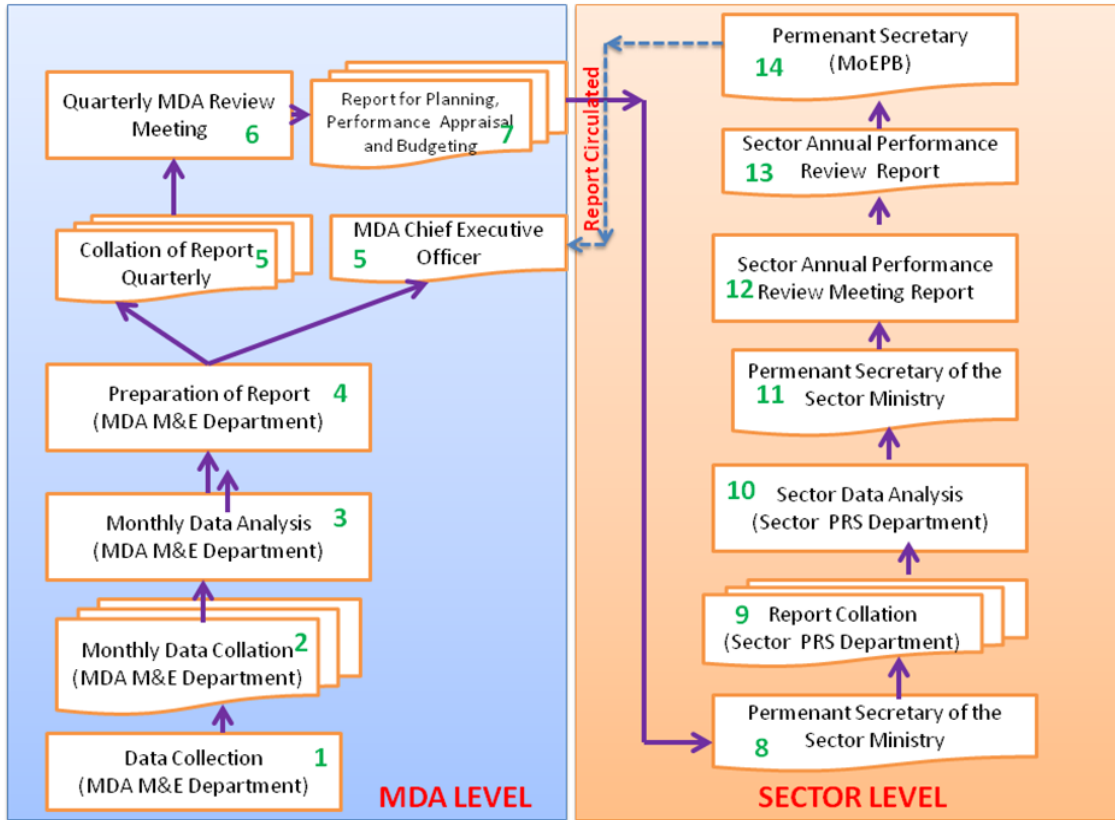 Quarterly MDA Review
Meeting
6
Report for Planning,
Performance Appraisal
and Budgeting
7
Collation of Report
Quarterly
5
MDA Chief Executive
Officer
5
Preparation of Report
(MDA M&E Department)
4
Monthly Data Analysis
(MDA M&E Department)
3
Monthly Data Collation
(MDA M&E Department)
2
Data Collection
(MDA M&E Department)
1
MDA LEVEL
Report Circulated
Permenant Secretary
(MoEPB)
14
Sector Annual Performance
Review Report
13
Sector Annual Performance
Review Meeting Report
12
Permenant Secretary of the
Sector Ministry
11
Sector Data Analysis
(Sector PRS Department)
10
Report Collation
(Sector PRS Department)
9
Permenant Secretary of the
Sector Ministry
8
SECTOR LEVEL